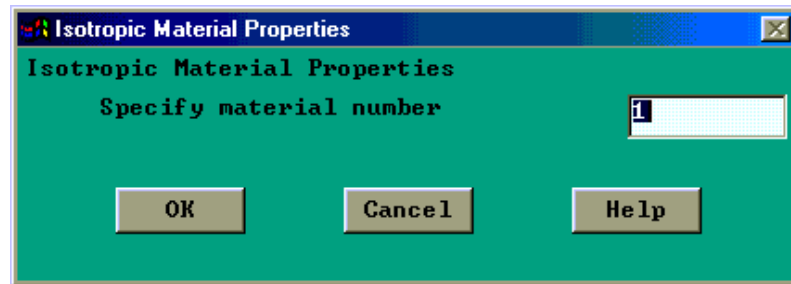 Isotropic Material Properties
Isotropic Material Properties
Specify material number 1
OK Cancel Help